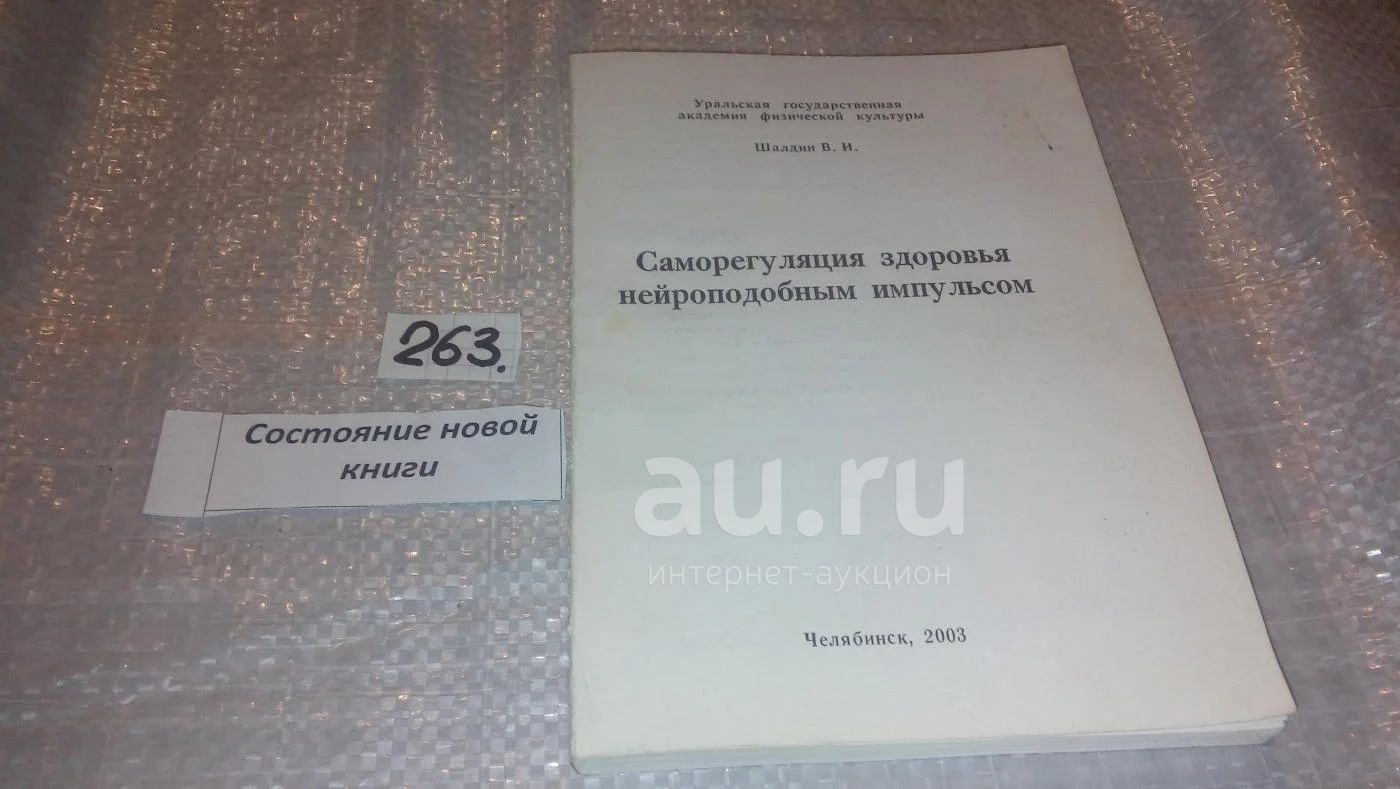 Уральская государственная
академия физической культуры
Шалдин В. И.
Саморегуляция здоровья
нейроподобным импульсом
263.
Состояние новой
книги
au.ru
интернет-аукцион
Челябинск, 2003